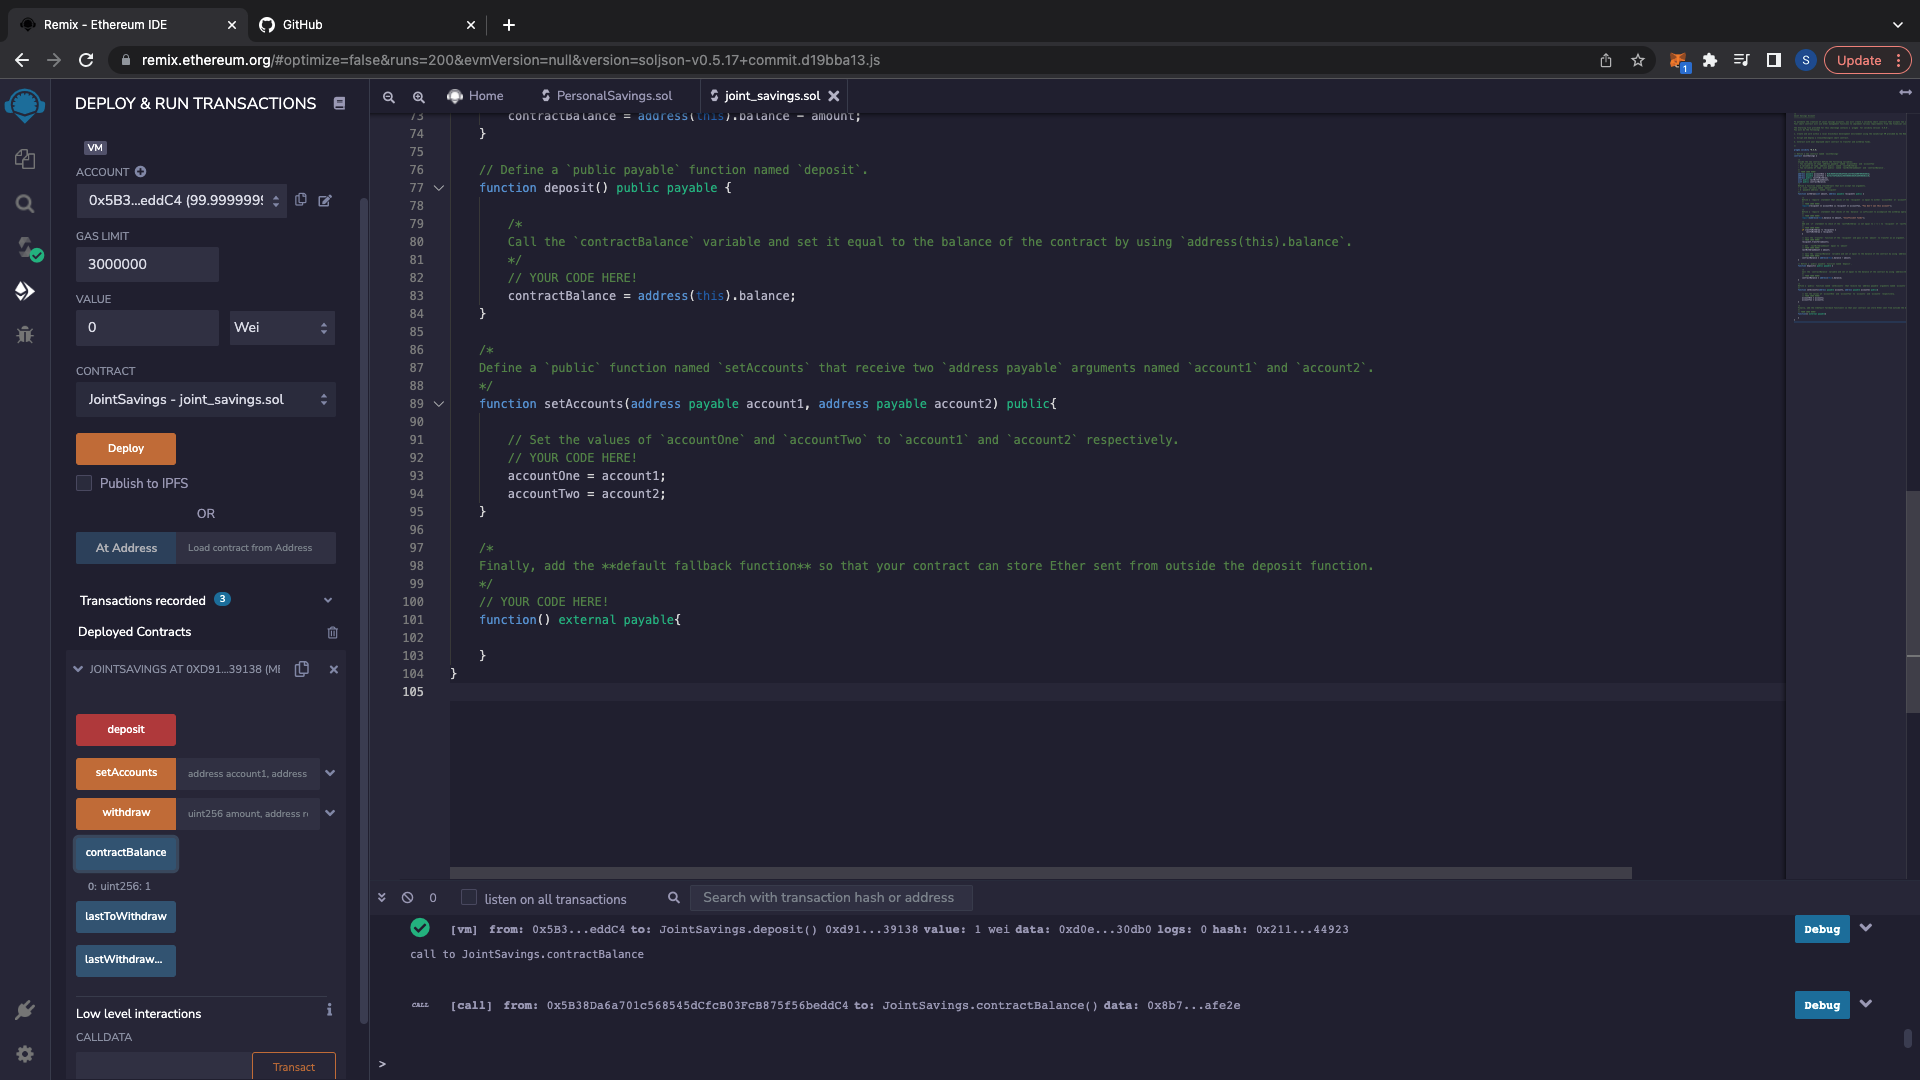 Remix - Ethereum IDE
GitHub
remix.ethereum.org/#optimize=false&runs=200&evmVersion=null&version=soljson-v0.5.17+commit.d19bba13.js
1
S
Update
DEPLOY & RUN TRANSACTIONS
VM
ACCOUNT
0x5B3...eddC4 (99.9999999
GAS LIMIT
3000000
VALUE
0
Wei
CONTRACT
JointSavings - joint_savings.sol
Deploy
Publish to IPFS
OR
At Address
Load contract from Address
Transactions recorded 3
Deployed Contracts
JOINTSAVINGS AT 0XD91...39138 (ME
deposit
setAccounts address account1, address
withdraw uint256 amount, address r
contractBalance
0: uint256: 1
lastToWithdraw
lastWithdraw...
Low level interactions
CALLDATA
Transact
Home
PersonalSavings.sol
joint_savings.sol
73 contractBalance = address(this).balance - amount;
74 }
75
76 // Define a `public payable` function named `deposit`.
77 function deposit() public payable {
78
79 /*
80 Call the `contractBalance` variable and set it equal to the balance of the contract by using `address(this).balance`.
81 */
82 // YOUR CODE HERE!
83 contractBalance = address(this).balance;
84 }
85
86 /*
87 Define a `public` function named `setAccounts` that receive two `address payable` arguments named `account1` and `account2`.
88 */
89 function setAccounts(address payable account1, address payable account2) public{
90
91 // Set the values of `accountOne` and `accountTwo` to `account1` and `account2` respectively.
92 // YOUR CODE HERE!
93 accountOne = account1;
94 accountTwo = account2;
95 }
96
97 /*
98 Finally, add the **default fallback function** so that your contract can store Ether sent from outside the deposit function.
99 */
100 // YOUR CODE HERE!
101 function() external payable{
102
103 }
104 }
105
0
listen on all transactions
Search with transaction hash or address
[vm] from: 0x5B3...eddC4 to: JointSavings.deposit() 0xd91...39138 value: 1 wei data: 0xd0e...30db0 logs: 0 hash: 0x211...44923
Debug
call to JointSavings.contractBalance
CALL [call] from: 0x5B38Da6a701c568545dCfcB03FcB875f56beddC4 to: JointSavings.contractBalance() data: 0x8b7...afe2e
Debug
>